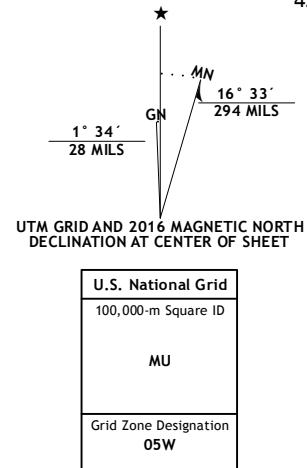 ★
MN
GN
16° 33´
294 MILS
1° 34´
28 MILS
UTM GRID AND 2016 MAGNETIC NORTH
DECLINATION AT CENTER OF SHEET
U.S. National Grid
100,000-m Square ID
MU
Grid Zone Designation
05W